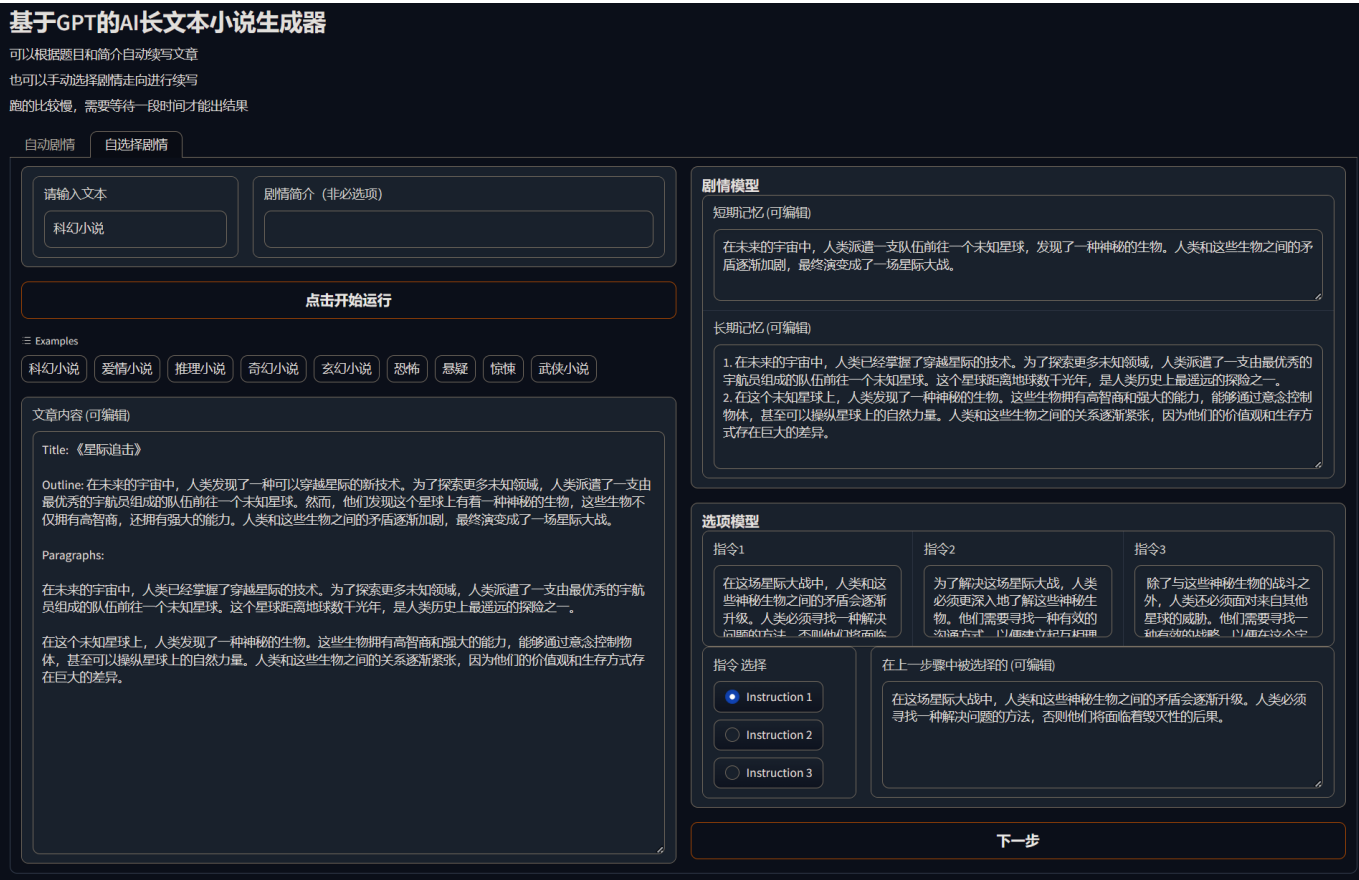 基于GPT的AI长文本小说生成器
可以根据题目和简介自动续写文章
也可以手动选择剧情走向进行续写
跑的比较慢，需要等待一段时间才能出结果
自动剧情
自选择剧情
请输入文本
科幻小说
剧情简介（非必选项）
点击开始运行
Examples
科幻小说
爱情小说
推理小说
奇幻小说
玄幻小说
恐怖
悬疑
惊悚
武侠小说
文章内容 (可编辑)
Title: 《星际追击》
Outline: 在未来的宇宙中，人类发现了一种可以穿越星际的新技术。为了探索更多未知领域，人类派遣了一支由
最优秀的宇航员组成的队伍前往一个未知星球。然而，他们发现这个星球上有着一种神秘的生物，这些生物不
仅拥有高智商，还拥有强大的能力。人类和这些生物之间的矛盾逐渐加剧，最终演变成了一场星际大战。
Paragraphs:
在未来的宇宙中，人类已经掌握了穿越星际的技术。为了探索更多未知领域，人类派遣了一支由最优秀的宇航
员组成的队伍前往一个未知星球。这个星球距离地球数千光年，是人类历史上最遥远的探险之一。
在这个未知星球上，人类发现了一种神秘的生物。这些生物拥有高智商和强大的能力，能够通过意念控制物
体，甚至可以操纵星球上的自然力量。人类和这些生物之间的关系逐渐紧张，因为他们的价值观和生存方式存
在巨大的差异。
剧情模型
短期记忆 (可编辑)
在未来的宇宙中，人类派遣一支队伍前往一个未知星球，发现了一种神秘的生物。人类和这些生物之间的矛
盾逐渐加剧，最终演变成了一场星际大战。
长期记忆 (可编辑)
1. 在未来的宇宙中，人类已经掌握了穿越星际的技术。为了探索更多未知领域，人类派遣了一支由最优秀的
宇航员组成的队伍前往一个未知星球。这个星球距离地球数千光年，是人类历史上最遥远的探险之一。
2. 在这个未知星球上，人类发现了一种神秘的生物。这些生物拥有高智商和强大的能力，能够通过意念控制
物体，甚至可以操纵星球上的自然力量。人类和这些生物之间的关系逐渐紧张，因为他们的价值观和生存方
式存在巨大的差异。
选项模型
指令1
在这场星际大战中，人类和这
些神秘生物之间的矛盾会逐渐
升级。人类必须寻找一种解决
问题的方法，否则他们将面临
指令2
为了解决这场星际大战，人类
必须更深入地了解这些神秘生
物。他们需要寻找一种有效的
沟通方式，以便建立起互相理
指令3
除了与这些神秘生物的战斗之
外，人类还必须面对来自其他
星球的威胁。他们需要寻找一
种有效的战略，以便在这个宇
指令 选择
Instruction 1
Instruction 2
Instruction 3
在上一步骤中被选择的 (可编辑)
在这场星际大战中，人类和这些神秘生物之间的矛盾会逐渐升级。人类必须
寻找一种解决问题的方法，否则他们将面临着毁灭性的后果。
下一步